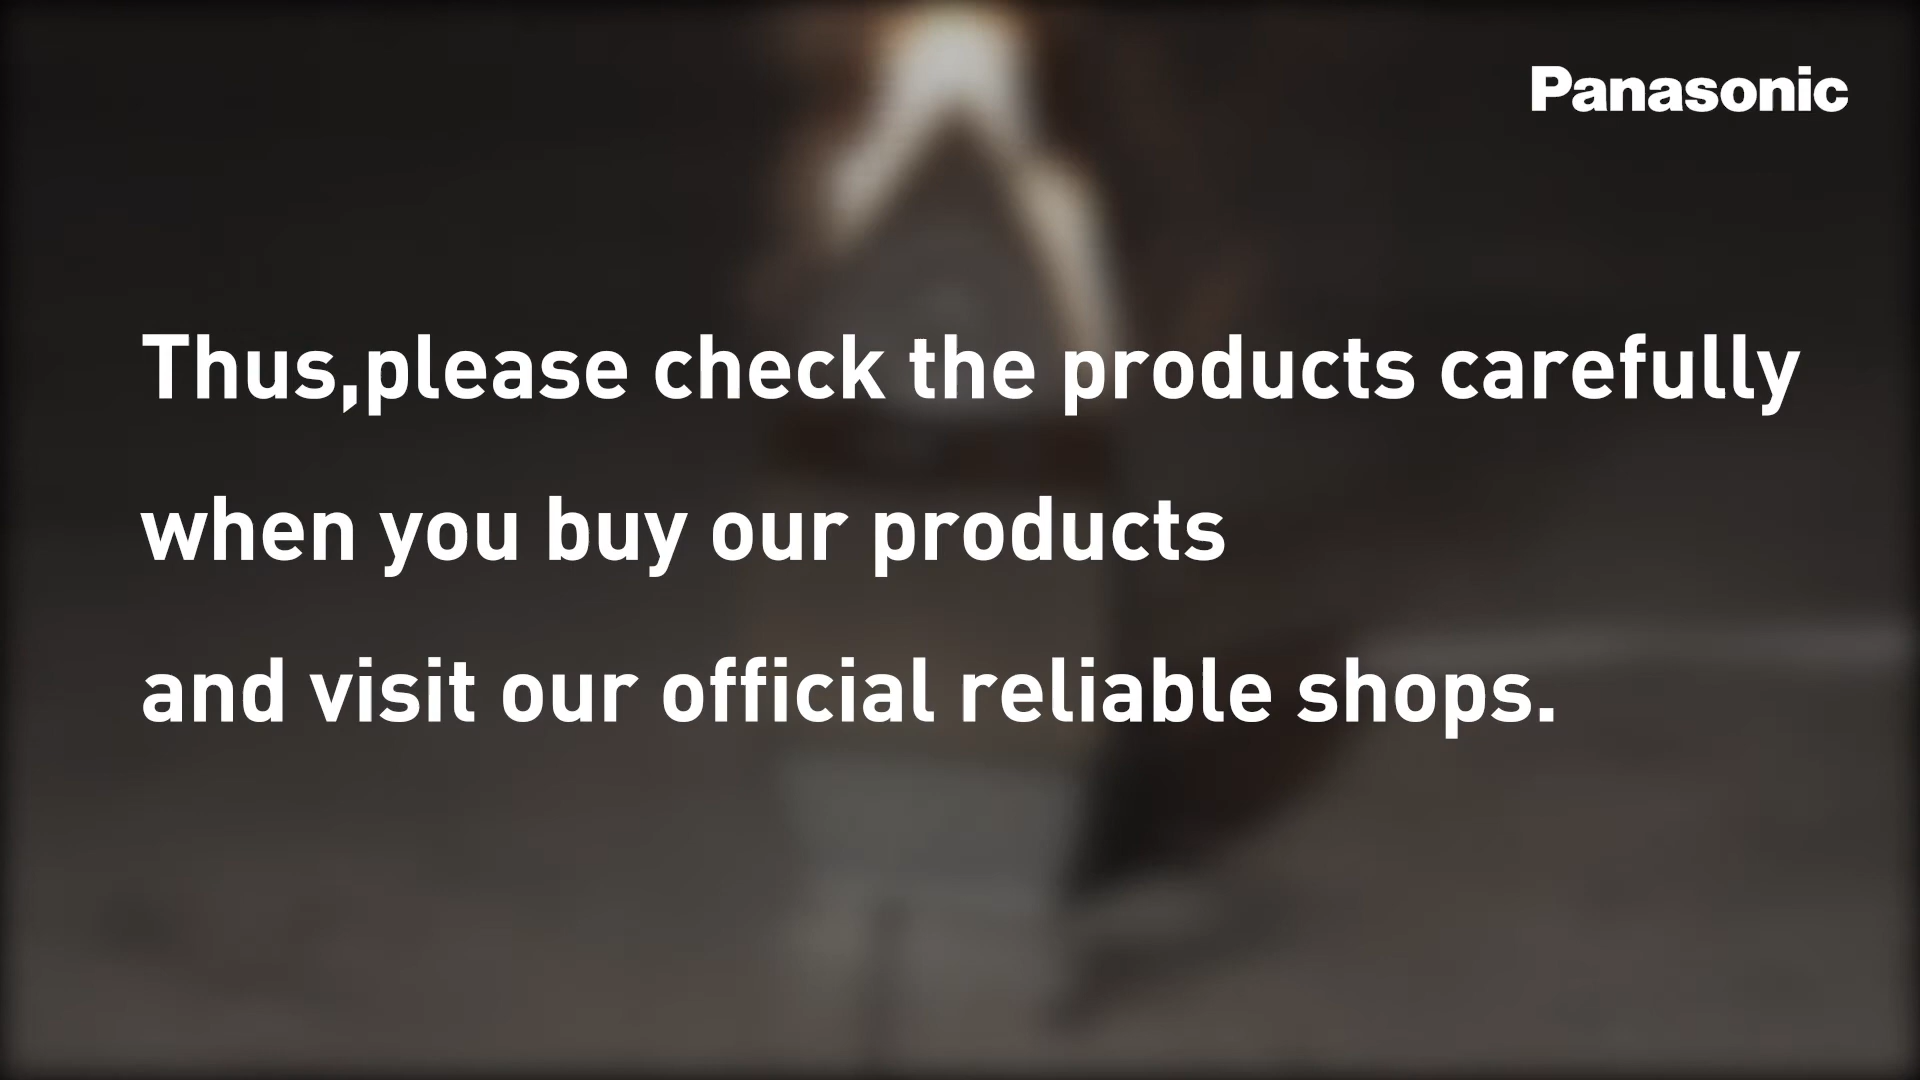 Panasonic
Thus,please check the products carefully
when you buy our products
and visit our official reliable shops.